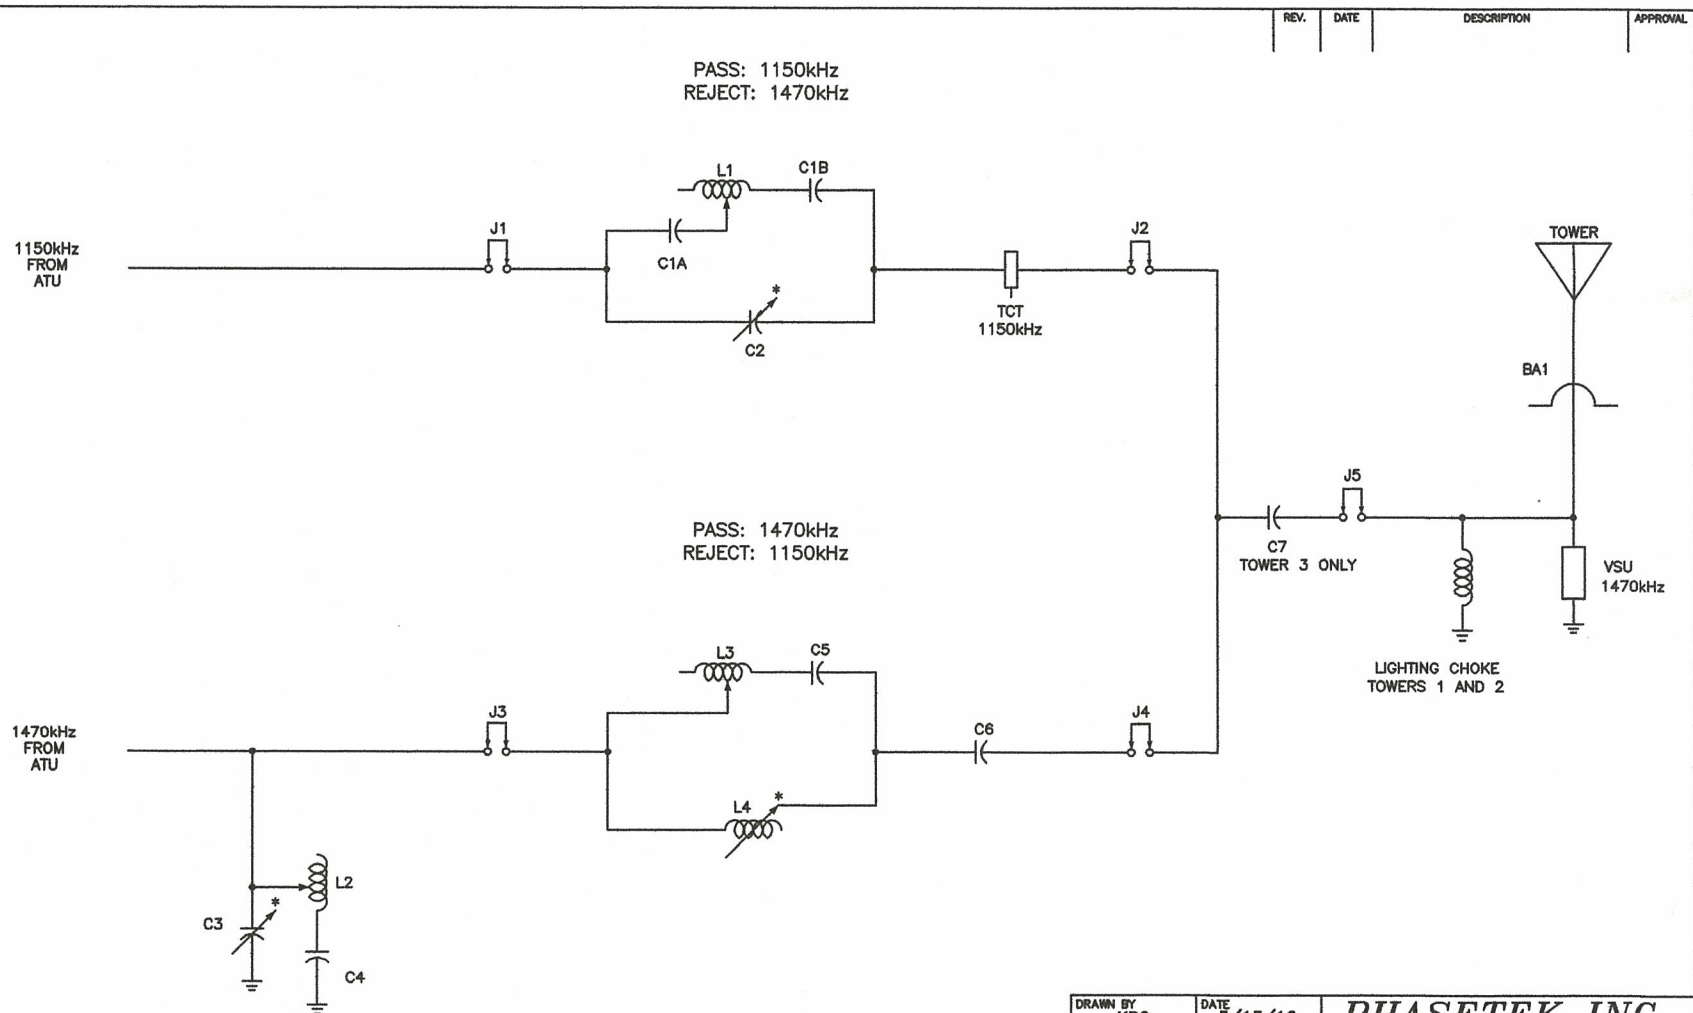 REV.
DATE
DESCRIPTION
APPROVAL
PASS: 1150kHz
REJECT: 1470kHz
L1
C1B
J1
C1A
1150kHz
FROM
ATU
*
C2
TCT
1150kHz
J2
TOWER
BA1
J5
C7
TOWER 3 ONLY
VSU
1470kHz
LIGHTING CHOKE
TOWERS 1 AND 2
PASS: 1470kHz
REJECT: 1150kHz
L3
C5
J3
1470kHz
FROM
ATU
C6
J4
*
L4
L2
*
C3
C4
DRAWN BY
DATE
PHASETEK INC